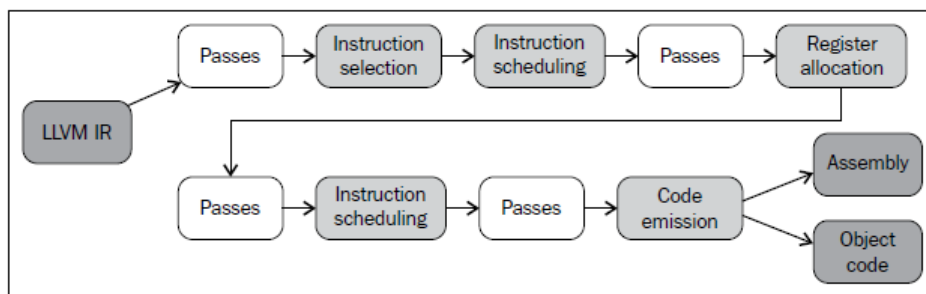 Passes
Instruction
selection
Instruction
scheduling
Passes
Register
allocation
LLVM IR
Passes
Instruction
scheduling
Passes
Code
emission
Assembly
Object
code